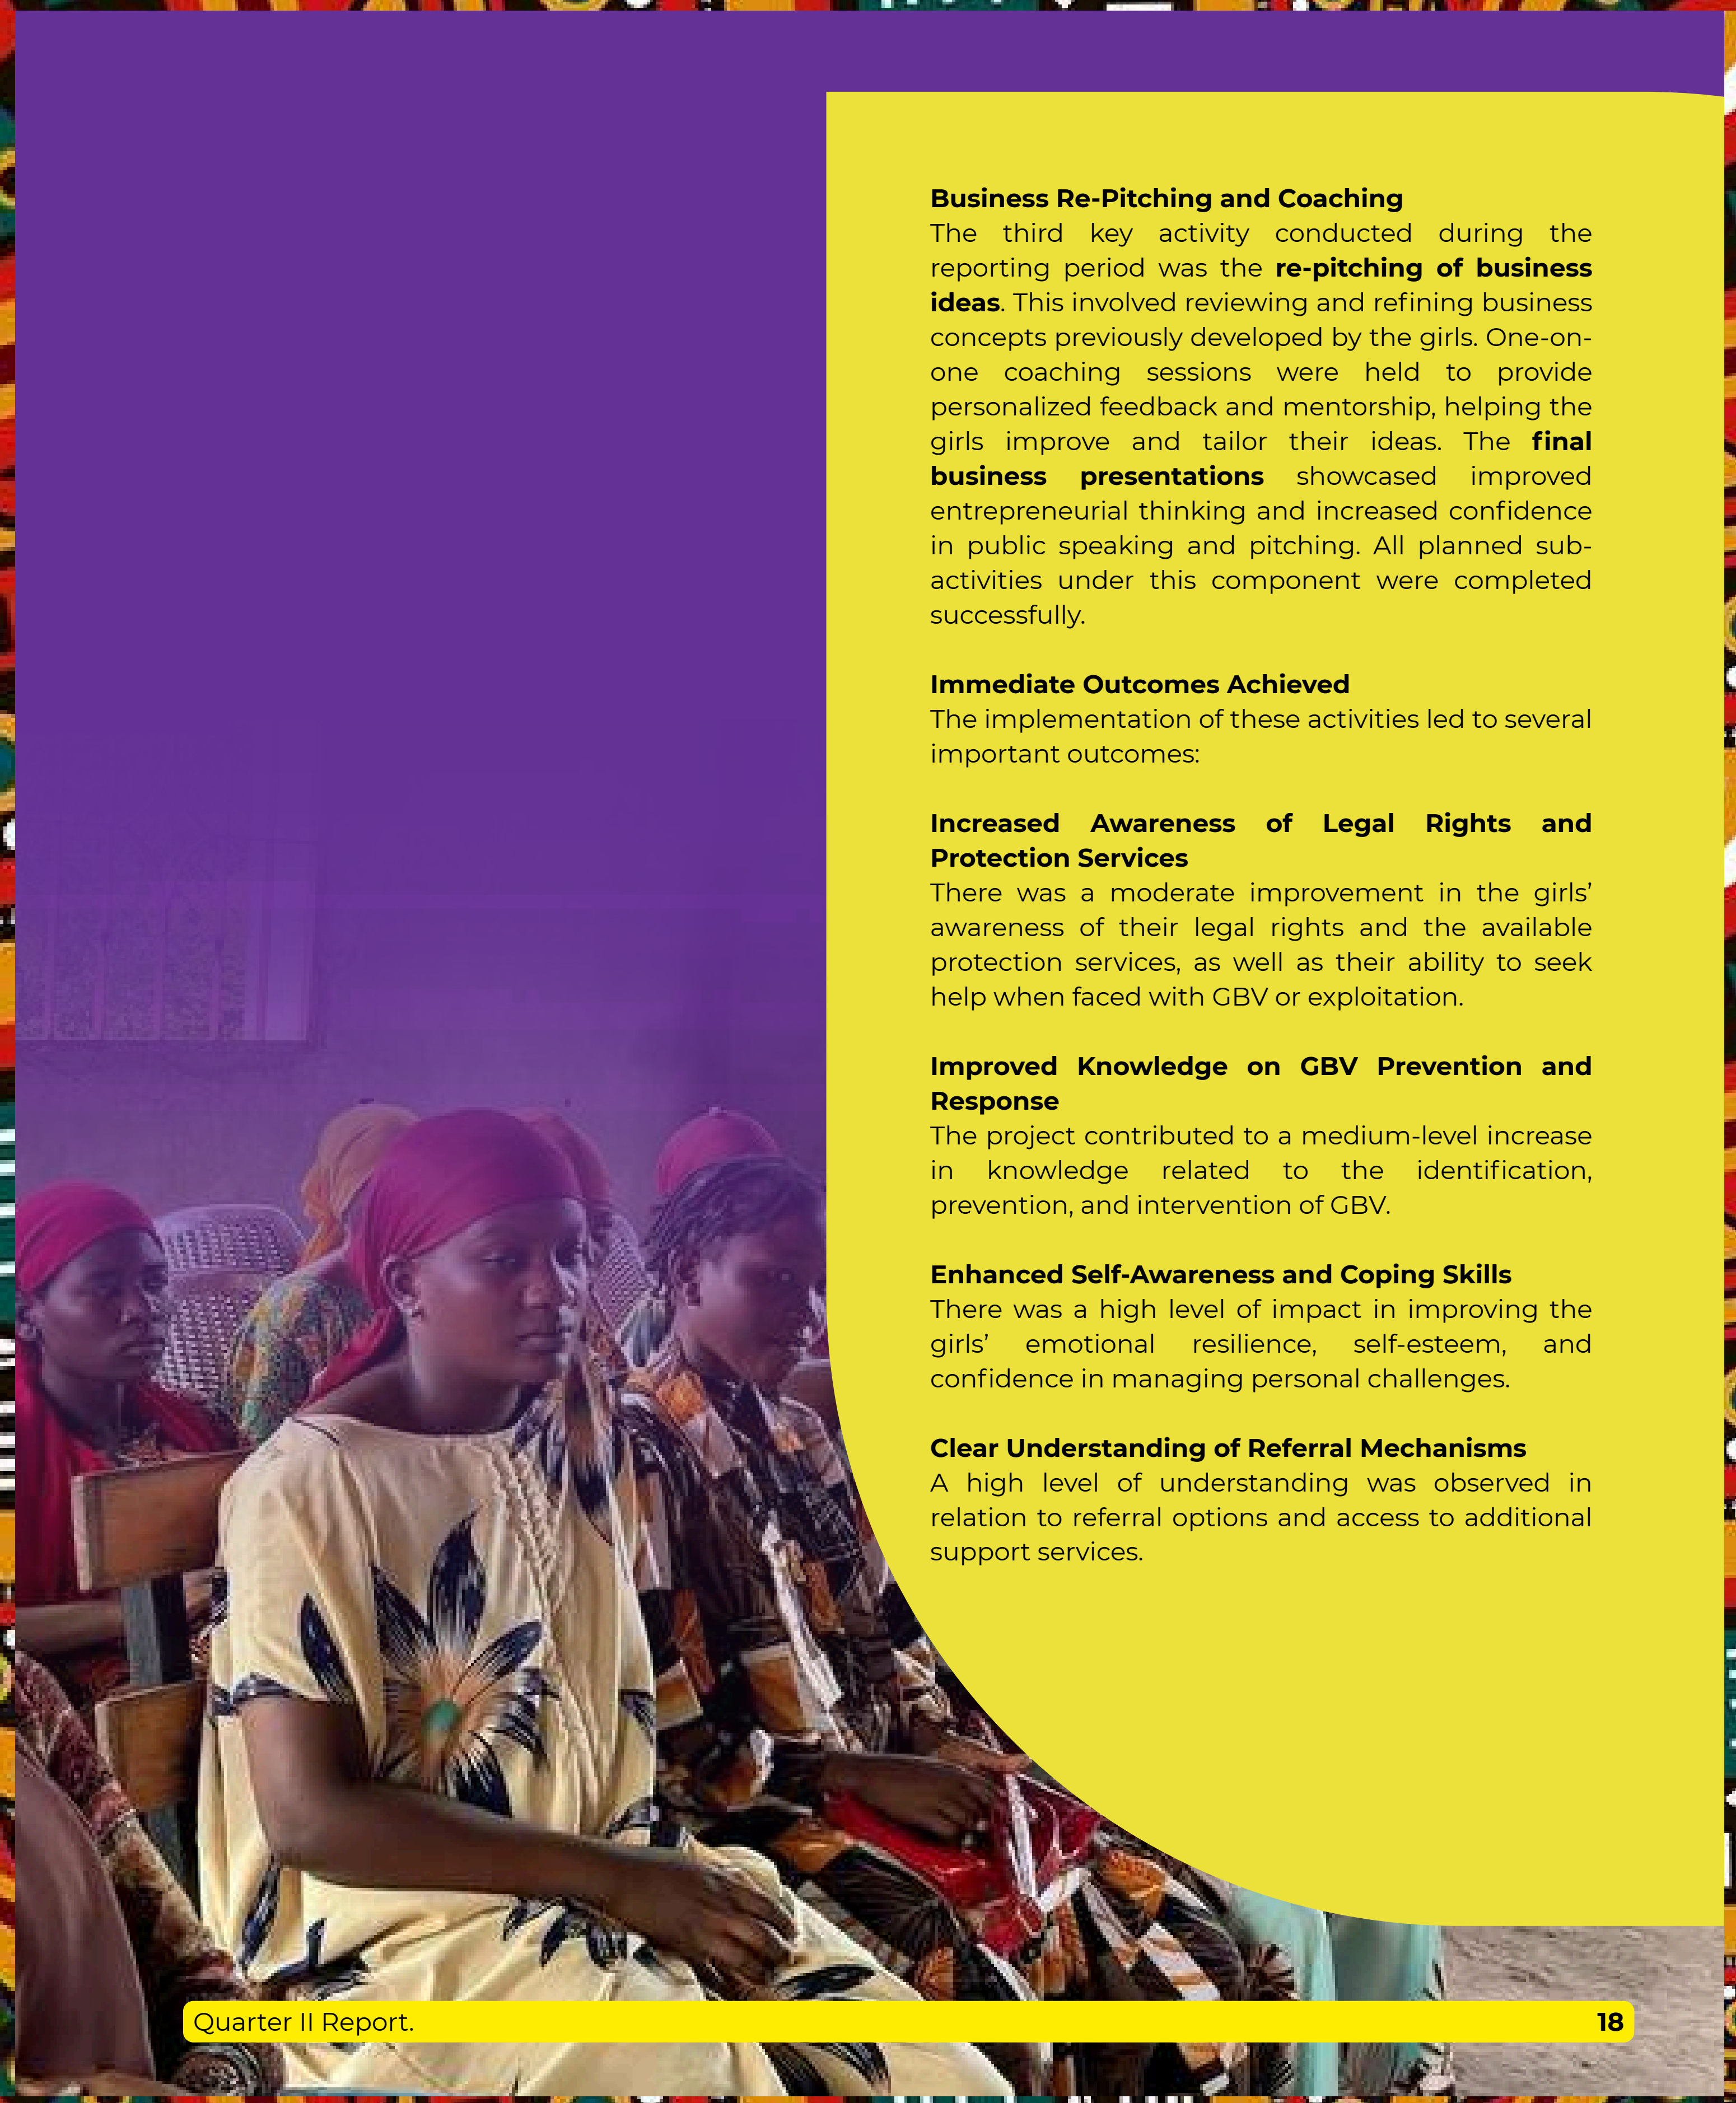 Business Re-Pitching and Coaching
The third key activity conducted during the
reporting period was the re-pitching of business
ideas. This involved reviewing and refining business
concepts previously developed by the girls. One-on-
one coaching sessions were held to provide
personalized feedback and mentorship, helping the
girls improve and tailor their ideas. The final
business presentations showcased improved
entrepreneurial thinking and increased confidence
in public speaking and pitching. All planned sub-
activities under this component were completed
successfully.
Immediate Outcomes Achieved
The implementation of these activities led to several
important outcomes:
Increased Awareness of Legal Rights and
Protection Services
There was a moderate improvement in the girls’
awareness of their legal rights and the available
protection services, as well as their ability to seek
help when faced with GBV or exploitation.
Improved Knowledge on GBV Prevention and
Response
The project contributed to a medium-level increase
in knowledge related to the identification,
prevention, and intervention of GBV.
Enhanced Self-Awareness and Coping Skills
There was a high level of impact in improving the
girls’ emotional resilience, self-esteem, and
confidence in managing personal challenges.
Clear Understanding of Referral Mechanisms
A high level of understanding was observed in
relation to referral options and access to additional
support services.
Quarter II Report.
18